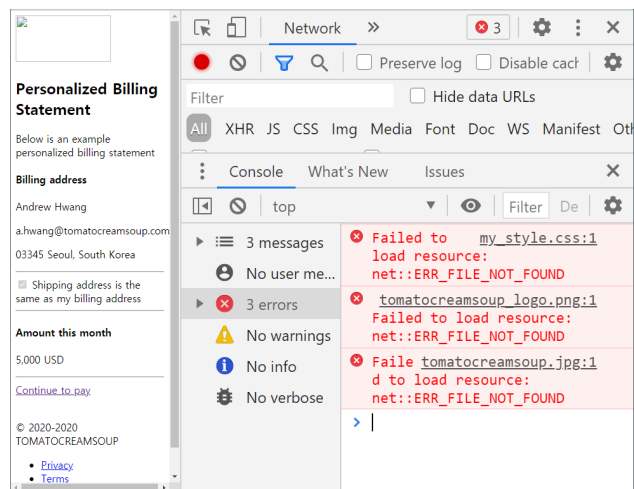 Personalized Billing
Statement
Below is an example
personalized billing statement
Billing address
Andrew Hwang
a.hwang@tomatocreamsoup.com
03345 Seoul, South Korea
Shipping address is the
same as my billing address
Amount this month
5,000 USD
Continue to pay
© 2020-2020
TOMATOCREAMSOUP
Privacy
Terms
Network
3
Preserve log
Disable cach
Filter
Hide data URLs
All XHR JS CSS Img Media Font Doc WS Manifest Oth
Console What's New Issues
top Filter De
3 messages
No user me...
3 errors
No warnings
No info
No verbose
Failed to my_style.css:1
load resource:
net::ERR_FILE_NOT_FOUND
tomatocreamsoup_logo.png:1
Failed to load resource:
net::ERR_FILE_NOT_FOUND
Faile tomatocreamsoup.jpg:1
d to load resource:
net::ERR_FILE_NOT_FOUND